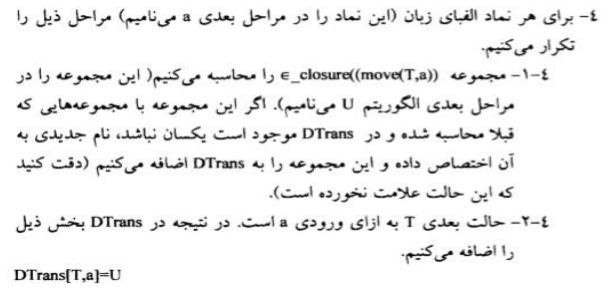 ٤- برای هر نماد الفبای زبان (این نماد را در مراحل بعدی a می‌نامیم) مراحل ذیل را
تکرار می‌کنیم.
٤-١- مجموعه ∈_closure((move(T,a)) را محاسبه می‌کنیم( این مجموعه را در
مراحل بعدی الگوریتم U می‌نامیم). اگر این مجموعه با مجموعه‌هایی که
قبلا محاسبه شده و در DTrans موجود است یکسان نباشد، نام جدیدی به
آن اختصاص داده و این مجموعه را به DTrans اضافه می‌کنیم (دقت کنید
که این حالت علامت نخورده است).
٤-٢- حالت بعدی T به ازای ورودی a است. در نتیجه در DTrans بخش ذیل
را اضافه می‌کنیم.
DTrans[T,a]=U